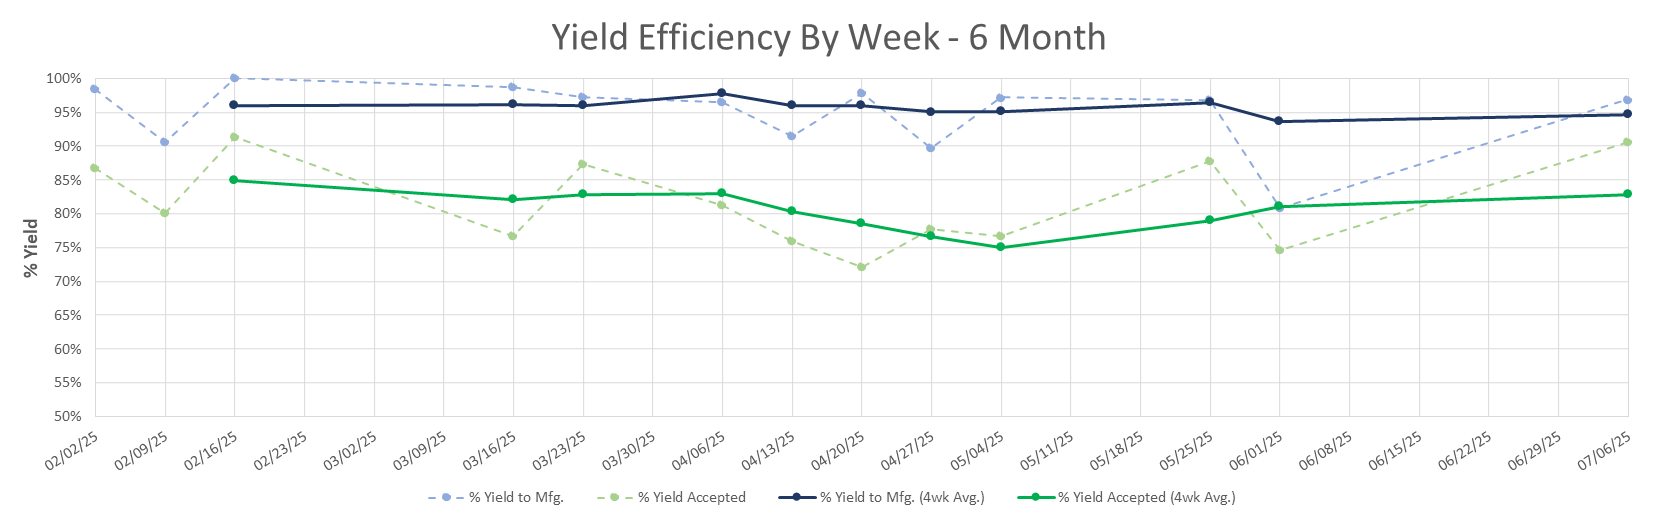 Yield Efficiency By Week - 6 Month
% Yield
100%
95%
90%
85%
80%
75%
70%
65%
60%
55%
50%
02/02/25 02/09/25 02/16/25 02/23/25 03/02/25 03/09/25 03/16/25 03/23/25 03/30/25 04/06/25 04/13/25 04/20/25 04/27/25 05/04/25 05/11/25 05/18/25 05/25/25 06/01/25 06/08/25 06/15/25 06/22/25 06/29/25 07/06/25
% Yield to Mfg. % Yield Accepted % Yield to Mfg. (4wk Avg.) % Yield Accepted (4wk Avg.)